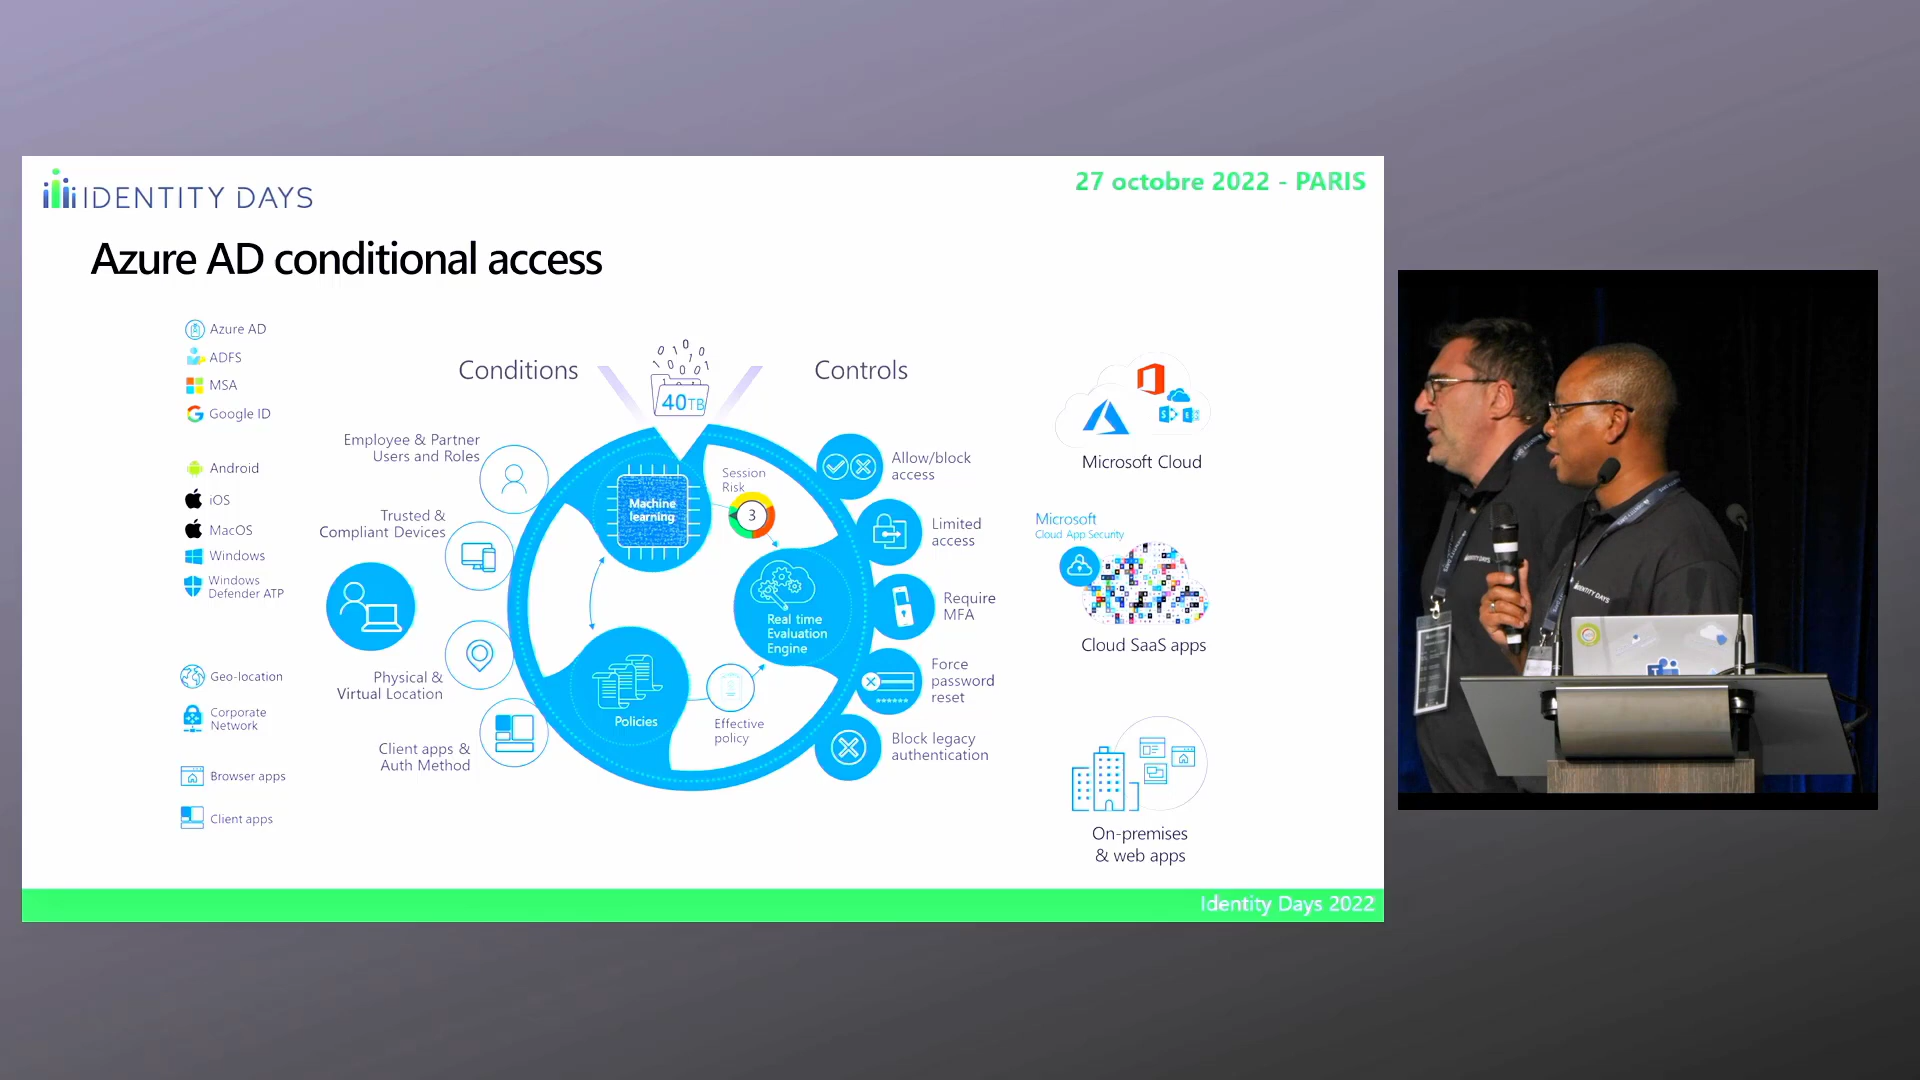 IDENTITY DAYS
27 octobre 2022 - PARIS
Azure AD conditional access
Azure AD
ADFS
MSA
Google ID
Android
iOS
MacOS
Windows
Windows
Defender ATP
Geo-location
Corporate
Network
Browser apps
Client apps
Conditions
Employee & Partner
Users and Roles
Trusted &
Compliant Devices
Physical &
Virtual Location
Client apps &
Auth Method
40TB
Machine
learning
Session
Risk
3
Real time
Evaluation
Engine
Policies
Effective
policy
Controls
Allow/block
access
Limited
access
Require
MFA
Force
password
reset
Block legacy
authentication
Microsoft Cloud
Microsoft
Cloud App Security
Cloud SaaS apps
On-premises
& web apps
Identity Days 2022
IDENTITY DAYS